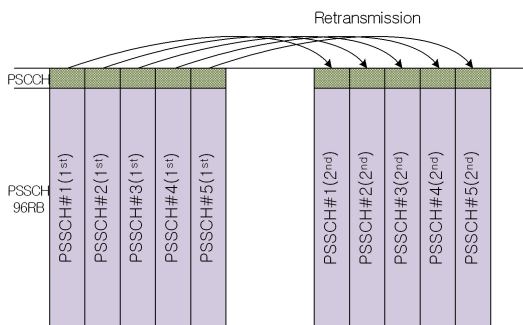 Retransmission
PSCCH
PSSCH
96RB
PSSCH#1(1st)
PSSCH#2(1st)
PSSCH#3(1st)
PSSCH#4(1st)
PSSCH#5(1st)
PSSCH#1(2nd)
PSSCH#2(2nd)
PSSCH#3(2nd)
PSSCH#4(2nd)
PSSCH#5(2nd)